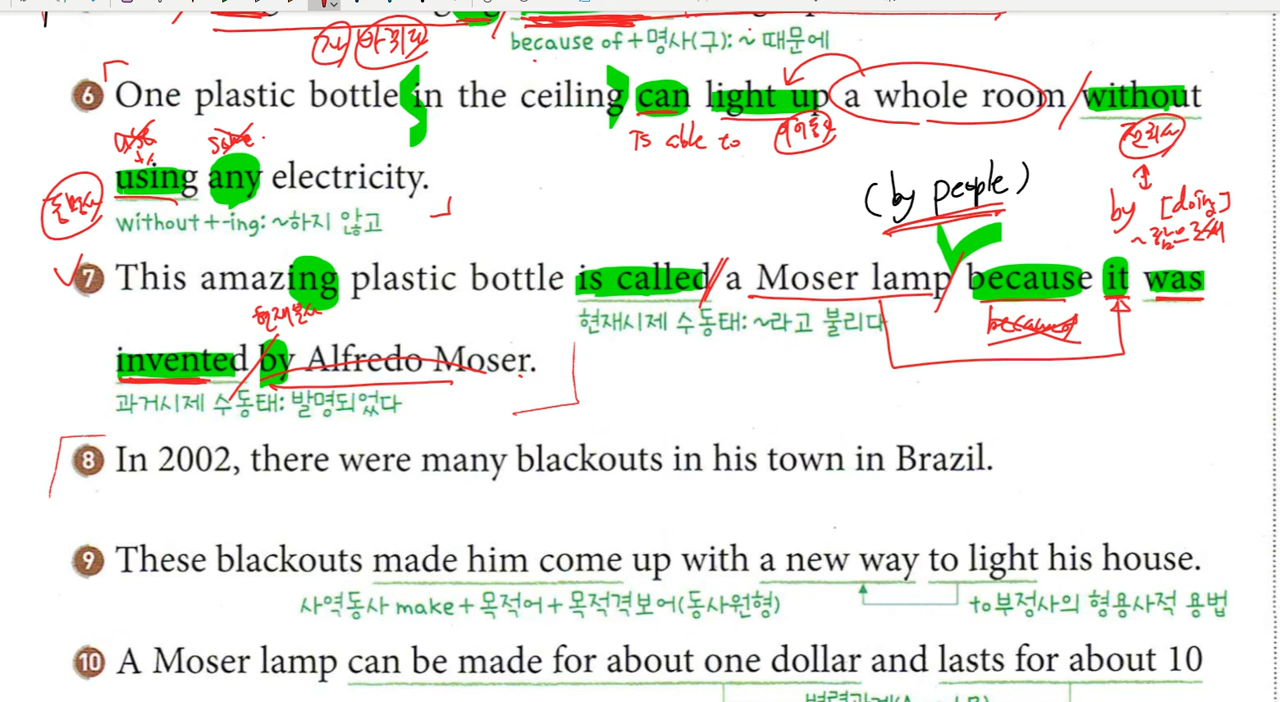 because of+명사(구): ~ 때문에
6 One plastic bottle in the ceiling can light up a whole room without
is able to
using any electricity.
(by people)
without+-ing: ~하지 않고
by [doing]
7 This amazing plastic bottle is called a Moser lamp because it was
현재시제 수동태: ~라고 불리다
because of
invented by Alfredo Moser.
과거시제 수동태: 발명되었다
8 In 2002, there were many blackouts in his town in Brazil.
9 These blackouts made him come up with a new way to light his house.
사역동사 make+목적어+목적격보어(동사원형) to부정사의 형용사적 용법
10 A Moser lamp can be made for about one dollar and lasts for about 10